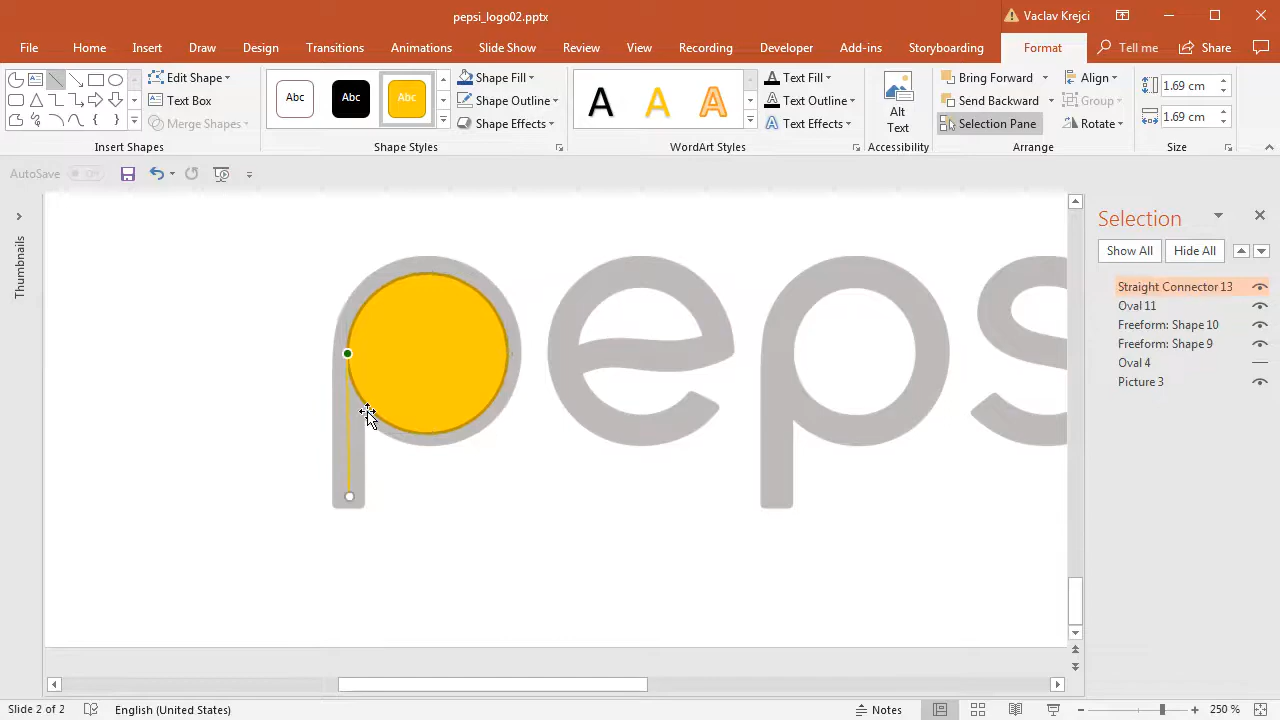 pepsi_logo02.pptx
Vaclav Krejci
File Home Insert Draw Design Transitions Animations Slide Show Review View Recording Developer Add-ins Storyboarding Format Tell me Share
Edit Shape
Text Box
Merge Shapes
Insert Shapes
Abc Abc Abc
Shape Fill
Shape Outline
Shape Effects
Shape Styles
A A A
Text Fill
Text Outline
Text Effects
WordArt Styles
Alt
Text
Accessibility
Bring Forward
Send Backward
Selection Pane
Align
Group
Rotate
Arrange
1.69 cm
1.69 cm
Size
AutoSave
Thumbnails
peps
Selection
Show All Hide All
Straight Connector 13
Oval 11
Freeform: Shape 10
Freeform: Shape 9
Oval 4
Picture 3
Slide 2 of 2 English (United States) Notes 250 %